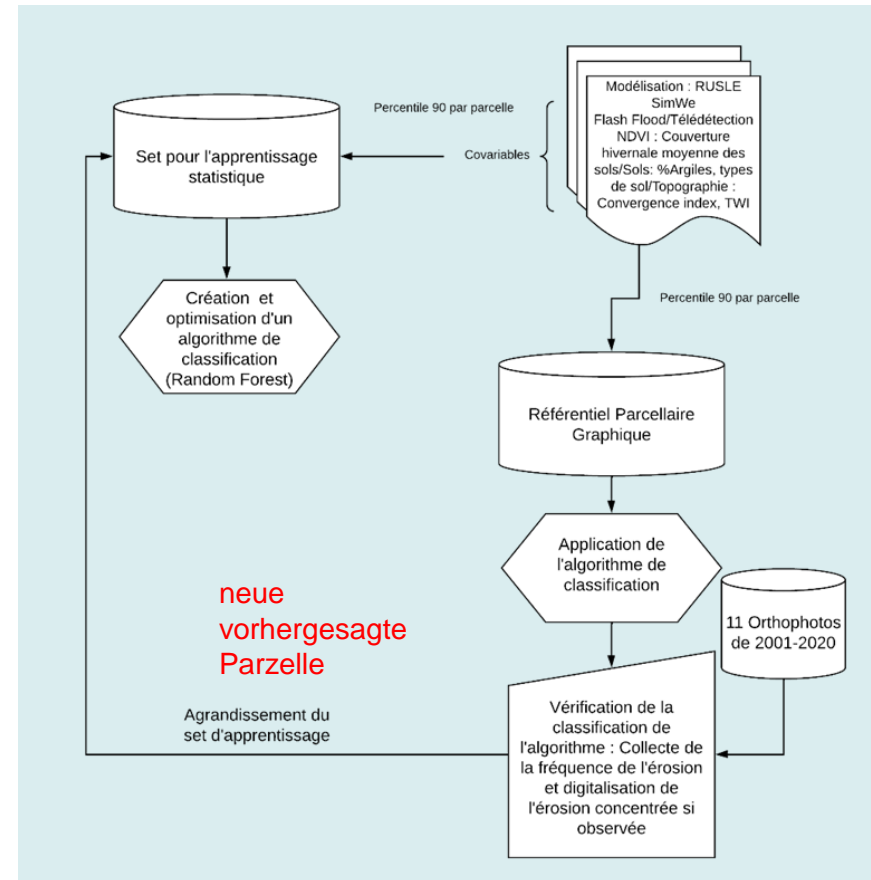 Modélisation : RUSLE
SimWe
Flash Flood/Télédétection
NDVI : Couverture
hivernale moyenne des
sols/Sols: %Argiles, types
de sol/Topographie :
Convergence index, TWI
Percentile 90 par parcelle
Covariables
Set pour l'apprentissage
statistique
Création et
optimisation d'un
algorithme de
classification
(Random Forest)
Percentile 90 par parcelle
Référentiel Parcellaire
Graphique
Application de
l'algorithme de
classification
11 Orthophotos
de 2001-2020
neue
vorhergesagte
Parzelle
Vérification de la
classification de
l'algorithme : Collecte de
la fréquence de l'érosion
et digitalisation de
l'érosion concentrée si
observée
Agrandissement du
set d'apprentissage